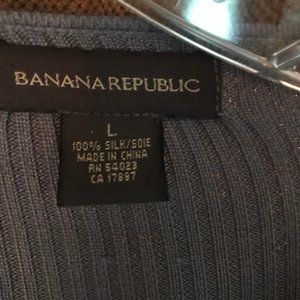 BANANA REPUBLIC
L
100% SILK/SOIE
MADE IN CHINA
RN 54023
CA 17897